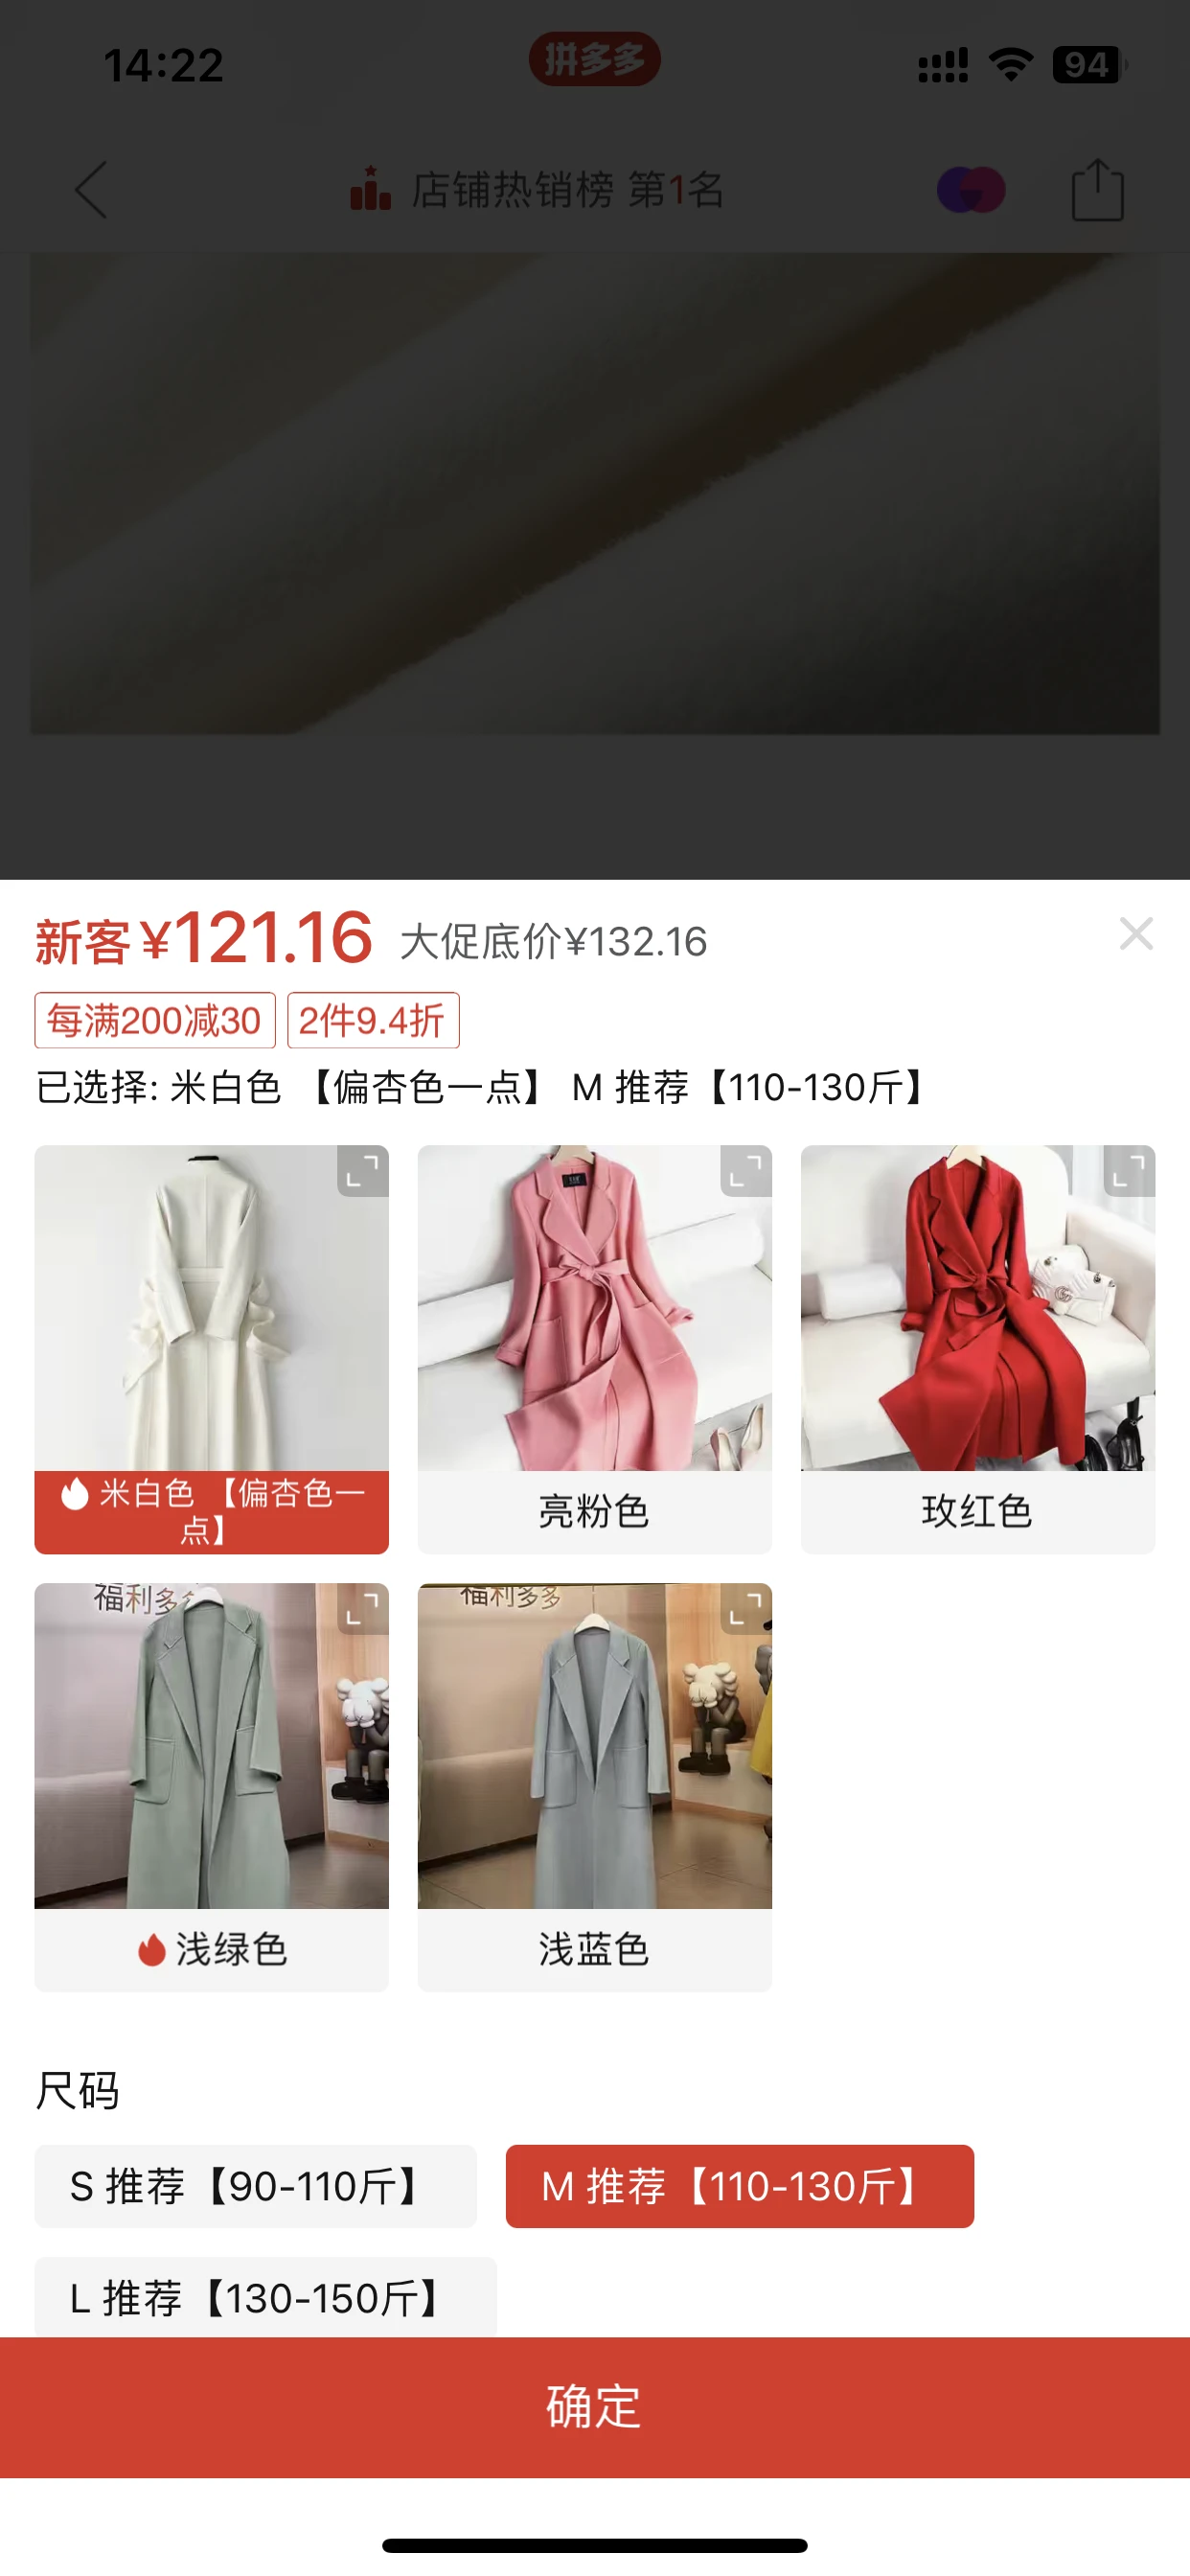 14:22
拼多多
94
店铺热销榜 第1名
新客¥121.16 大促底价¥132.16
每满200减30 2件9.4折
已选择: 米白色 【偏杏色一点】 M 推荐【110-130斤】
米白色 【偏杏色一
点】
亮粉色
玫红色
福利多
福利多多
浅绿色
浅蓝色
尺码
S 推荐【90-110斤】
M 推荐【110-130斤】
L 推荐【130-150斤】
确定